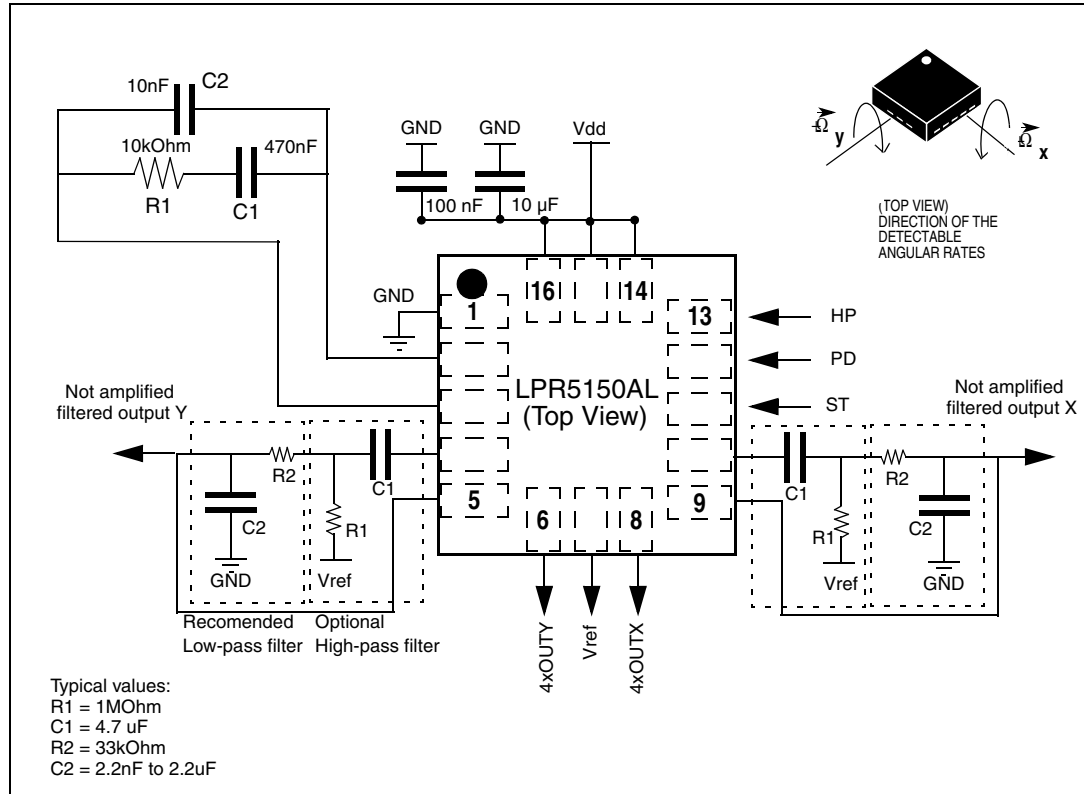 10nF
C2
10kOhm
470nF
R1
C1
GND
GND
Vdd
100 nF
10 µF
Ω
y
Ω
x
(TOP VIEW)
DIRECTION OF THE
DETECTABLE
ANGULAR RATES
GND
1
16
14
13
HP
PD
ST
LPR5150AL
(Top View)
Not amplified
filtered output Y
Not amplified
filtered output X
R2
C1
C2
R1
GND
Vref
5
6
8
9
C1
R2
R1
C2
Vref
GND
Recomended
Low-pass filter
Optional
High-pass filter
4xOUTY
Vref
4xOUTX
Typical values:
R1 = 1MOhm
C1 = 4.7 uF
R2 = 33kOhm
C2 = 2.2nF to 2.2uF